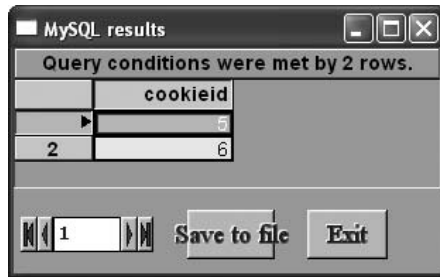 MySQL results
Query conditions were met by 2 rows.
cookieid
5
2 6
1 Save to file Exit